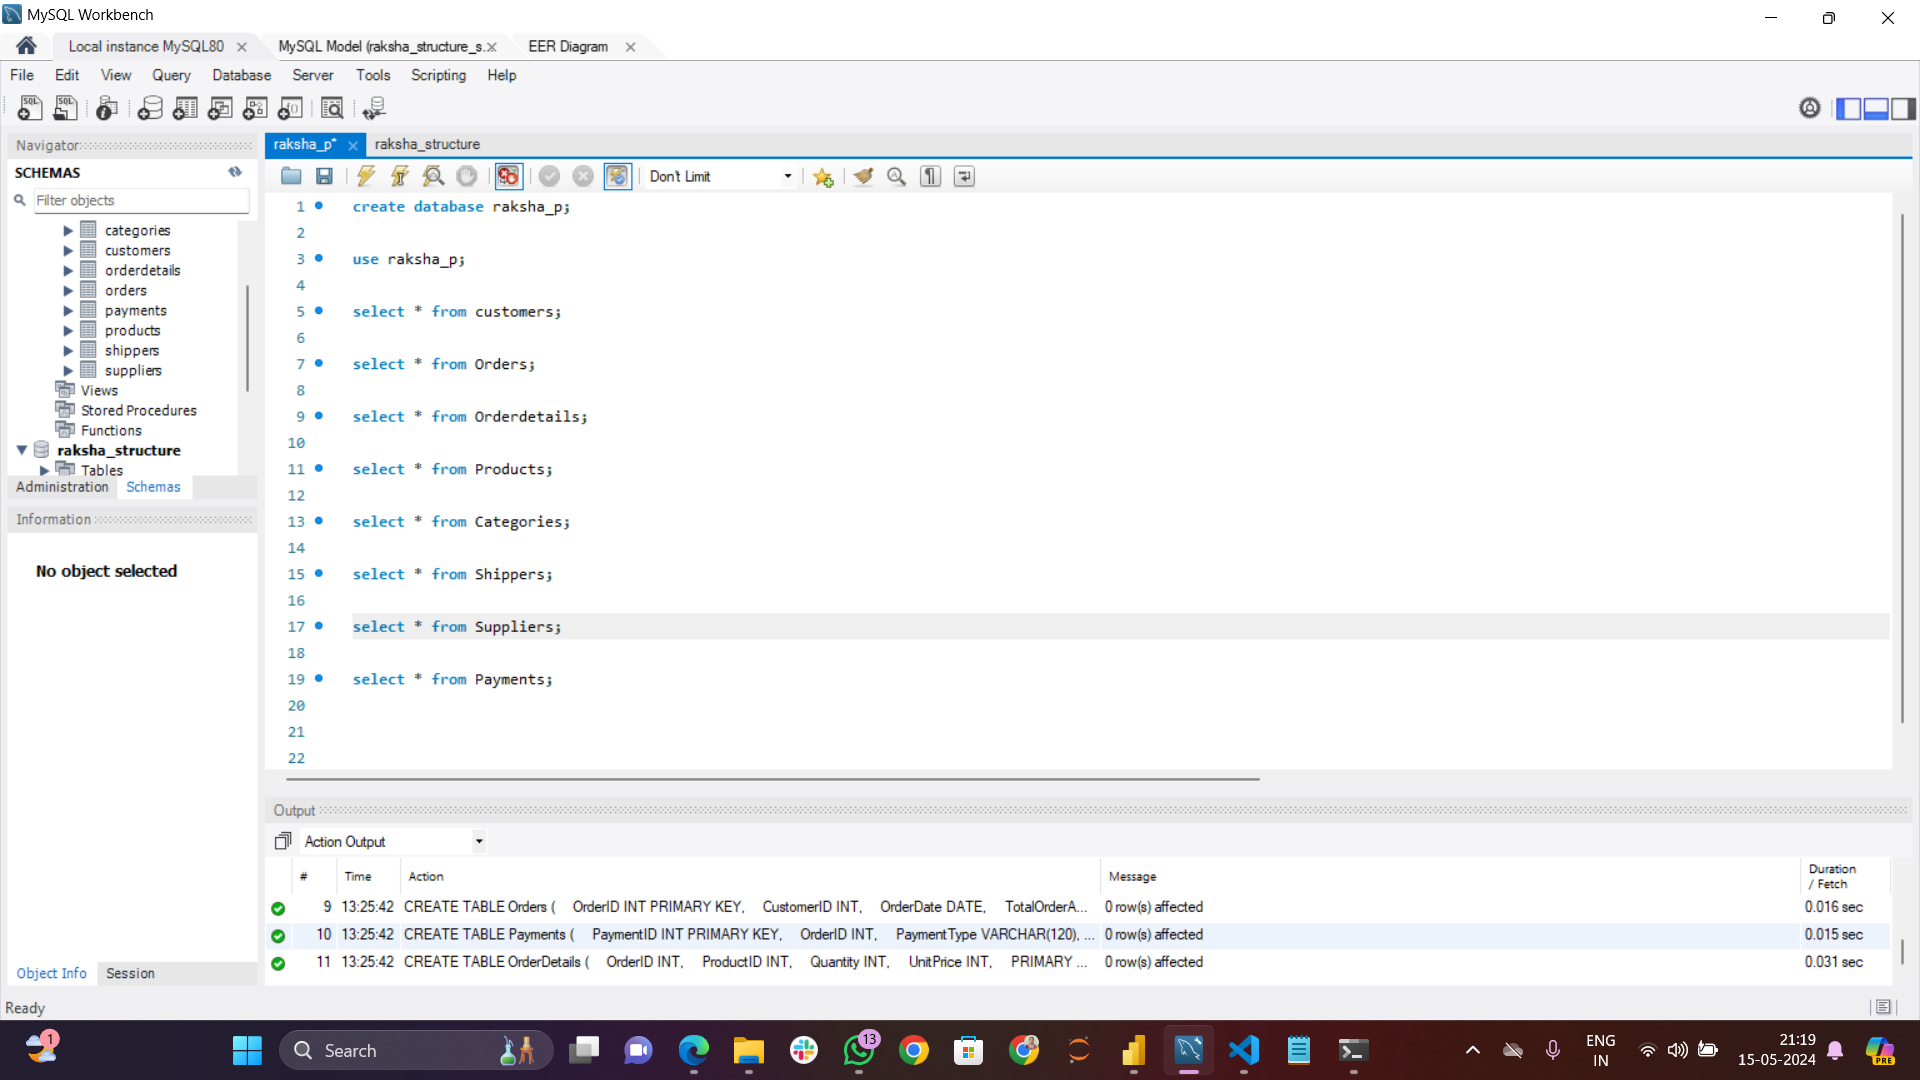 MySQL Workbench
Local instance MySQL80
MySQL Model (raksha_structure_s.
EER Diagram
File Edit View Query Database Server Tools Scripting Help
Navigator
SCHEMAS
Filter objects
categories
customers
orderdetails
orders
payments
products
shippers
suppliers
Views
Stored Procedures
Functions
raksha_structure
Tables
Administration Schemas
Information
No object selected
Object Info Session
raksha_p* raksha_structure
Don't Limit
1 create database raksha_p;
2
3 use raksha_p;
4
5 select * from customers;
6
7 select * from Orders;
8
9 select * from Orderdetails;
10
11 select * from Products;
12
13 select * from Categories;
14
15 select * from Shippers;
16
17 select * from Suppliers;
18
19 select * from Payments;
20
21
22
Output
Action Output
# Time Action Message Duration / Fetch
9 13:25:42 CREATE TABLE Orders ( OrderID INT PRIMARY KEY, CustomerID INT, OrderDate DATE, TotalOrderA... 0 row(s) affected 0.016 sec
10 13:25:42 CREATE TABLE Payments ( PaymentID INT PRIMARY KEY, OrderID INT, PaymentType VARCHAR(120), ... 0 row(s) affected 0.015 sec
11 13:25:42 CREATE TABLE OrderDetails ( OrderID INT, ProductID INT, Quantity INT, UnitPrice INT, PRIMARY ... 0 row(s) affected 0.031 sec
Ready
1
Search
13
ENG
IN
21:19
15-05-2024
PRE